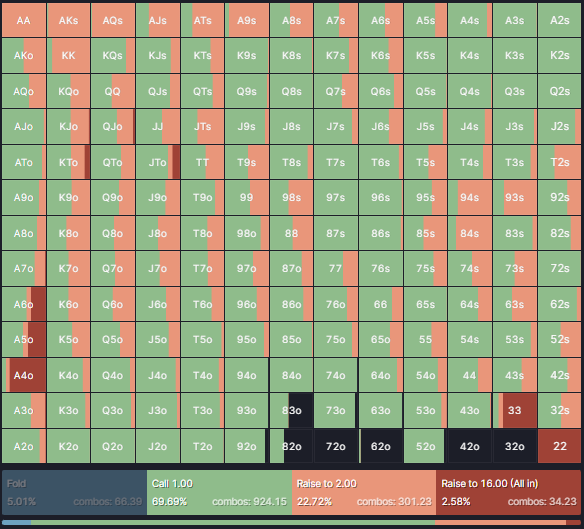 AA AKs AQs AJs ATs A9s A8s A7s A6s A5s A4s A3s A2s
AKo KK KQs KJs KTs K9s K8s K7s K6s K5s K4s K3s K2s
AQo KQo QQ QJs QTs Q9s Q8s Q7s Q6s Q5s Q4s Q3s Q2s
AJo KJo QJo JJ JTs J9s J8s J7s J6s J5s J4s J3s J2s
ATo KTo QTo JTo TT T9s T8s T7s T6s T5s T4s T3s T2s
A9o K9o Q9o J9o T9o 99 98s 97s 96s 95s 94s 93s 92s
A8o K8o Q8o J8o T8o 98o 88 87s 86s 85s 84s 83s 82s
A7o K7o Q7o J7o T7o 97o 87o 77 76s 75s 74s 73s 72s
A6o K6o Q6o J6o T6o 96o 86o 76o 66 65s 64s 63s 62s
A5o K5o Q5o J5o T5o 95o 85o 75o 65o 55 54s 53s 52s
A4o K4o Q4o J4o T4o 94o 84o 74o 64o 54o 44 43s 42s
A3o K3o Q3o J3o T3o 93o 83o 73o 63o 53o 43o 33 32s
A2o K2o Q2o J2o T2o 92o 82o 72o 62o 52o 42o 32o 22
Fold Call 1.00 Raise to 2.00 Raise to 16.00 (All in)
5.01% combos: 66.39 69.69% combos: 924.15 22.72% combos: 301.23 2.58% combos: 34.23